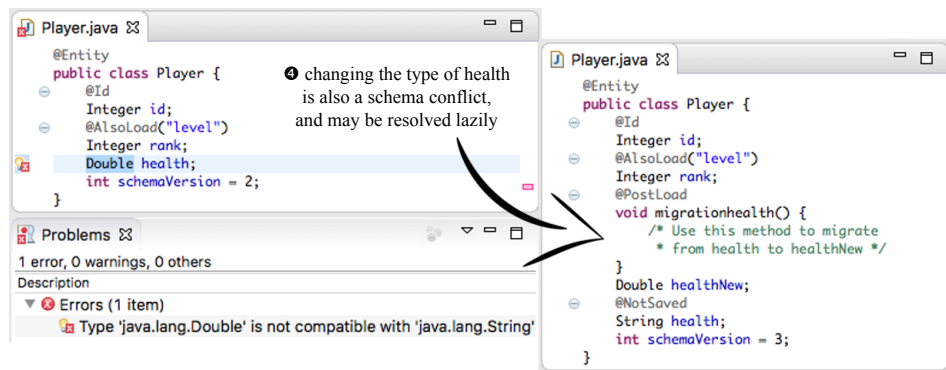 Player.java
@Entity
public class Player {
@Id
Integer id;
@AlsoLoad("level")
Integer rank;
Double health;
int schemaVersion = 2;
}
❹ changing the type of health
is also a schema conflict,
and may be resolved lazily
Problems
1 error, 0 warnings, 0 others
Description
Errors (1 item)
Type 'java.lang.Double' is not compatible with 'java.lang.String'
Player.java
@Entity
public class Player {
@Id
Integer id;
@AlsoLoad("level")
Integer rank;
@PostLoad
void migrationhealth() {
/* Use this method to migrate
* from health to healthNew */
}
Double healthNew;
@NotSaved
String health;
int schemaVersion = 3;
}